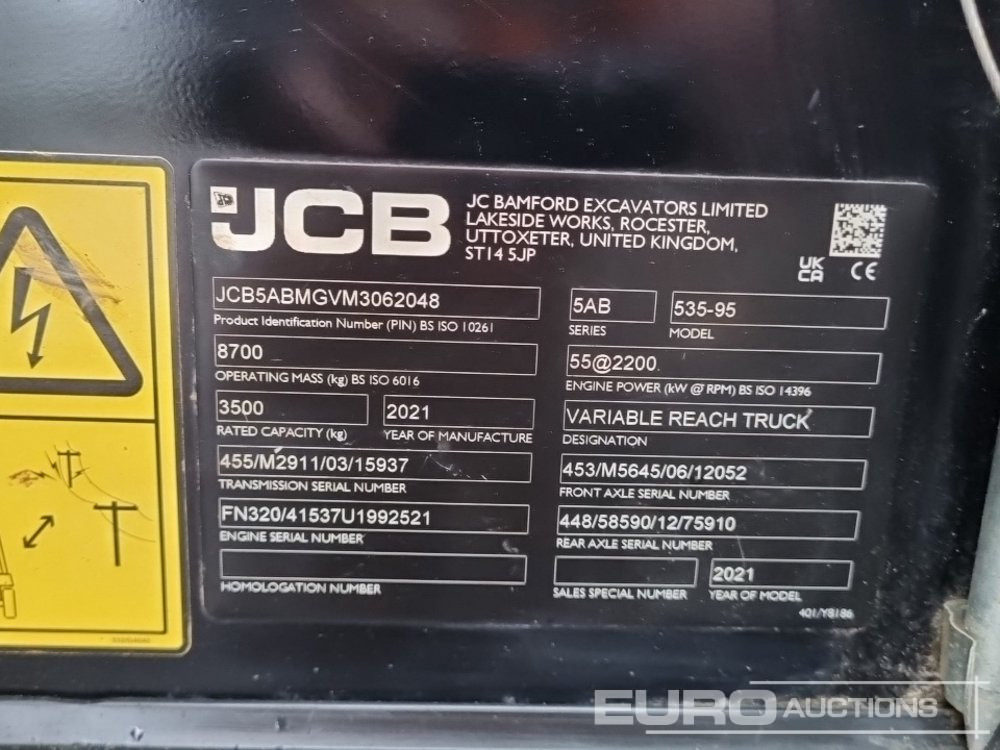 JCB
JC BAMFORD EXCAVATORS LIMITED
LAKESIDE WORKS, ROCESTER,
UTTOXETER, UNITED KINGDOM,
ST14 5JP
UK
CA
CE
JCB5ABMGVM3062048
Product Identification Number (PIN) BS ISO 10261
5AB
SERIES
535-95
MODEL
8700
OPERATING MASS (kg) BS ISO 6016
55@2200
ENGINE POWER (kW @ RPM) BS ISO 14396
3500
RATED CAPACITY (kg)
2021
YEAR OF MANUFACTURE
VARIABLE REACH TRUCK
DESIGNATION
455/M2911/03/15937
TRANSMISSION SERIAL NUMBER
453/M5645/06/12052
FRONT AXLE SERIAL NUMBER
FN320/41537U1992521
ENGINE SERIAL NUMBER
448/58590/12/75910
REAR AXLE SERIAL NUMBER
HOMOLOGATION NUMBER
SALES SPECIAL NUMBER
2021
YEAR OF MODEL
401/Y8186
EURO AUCTIONS